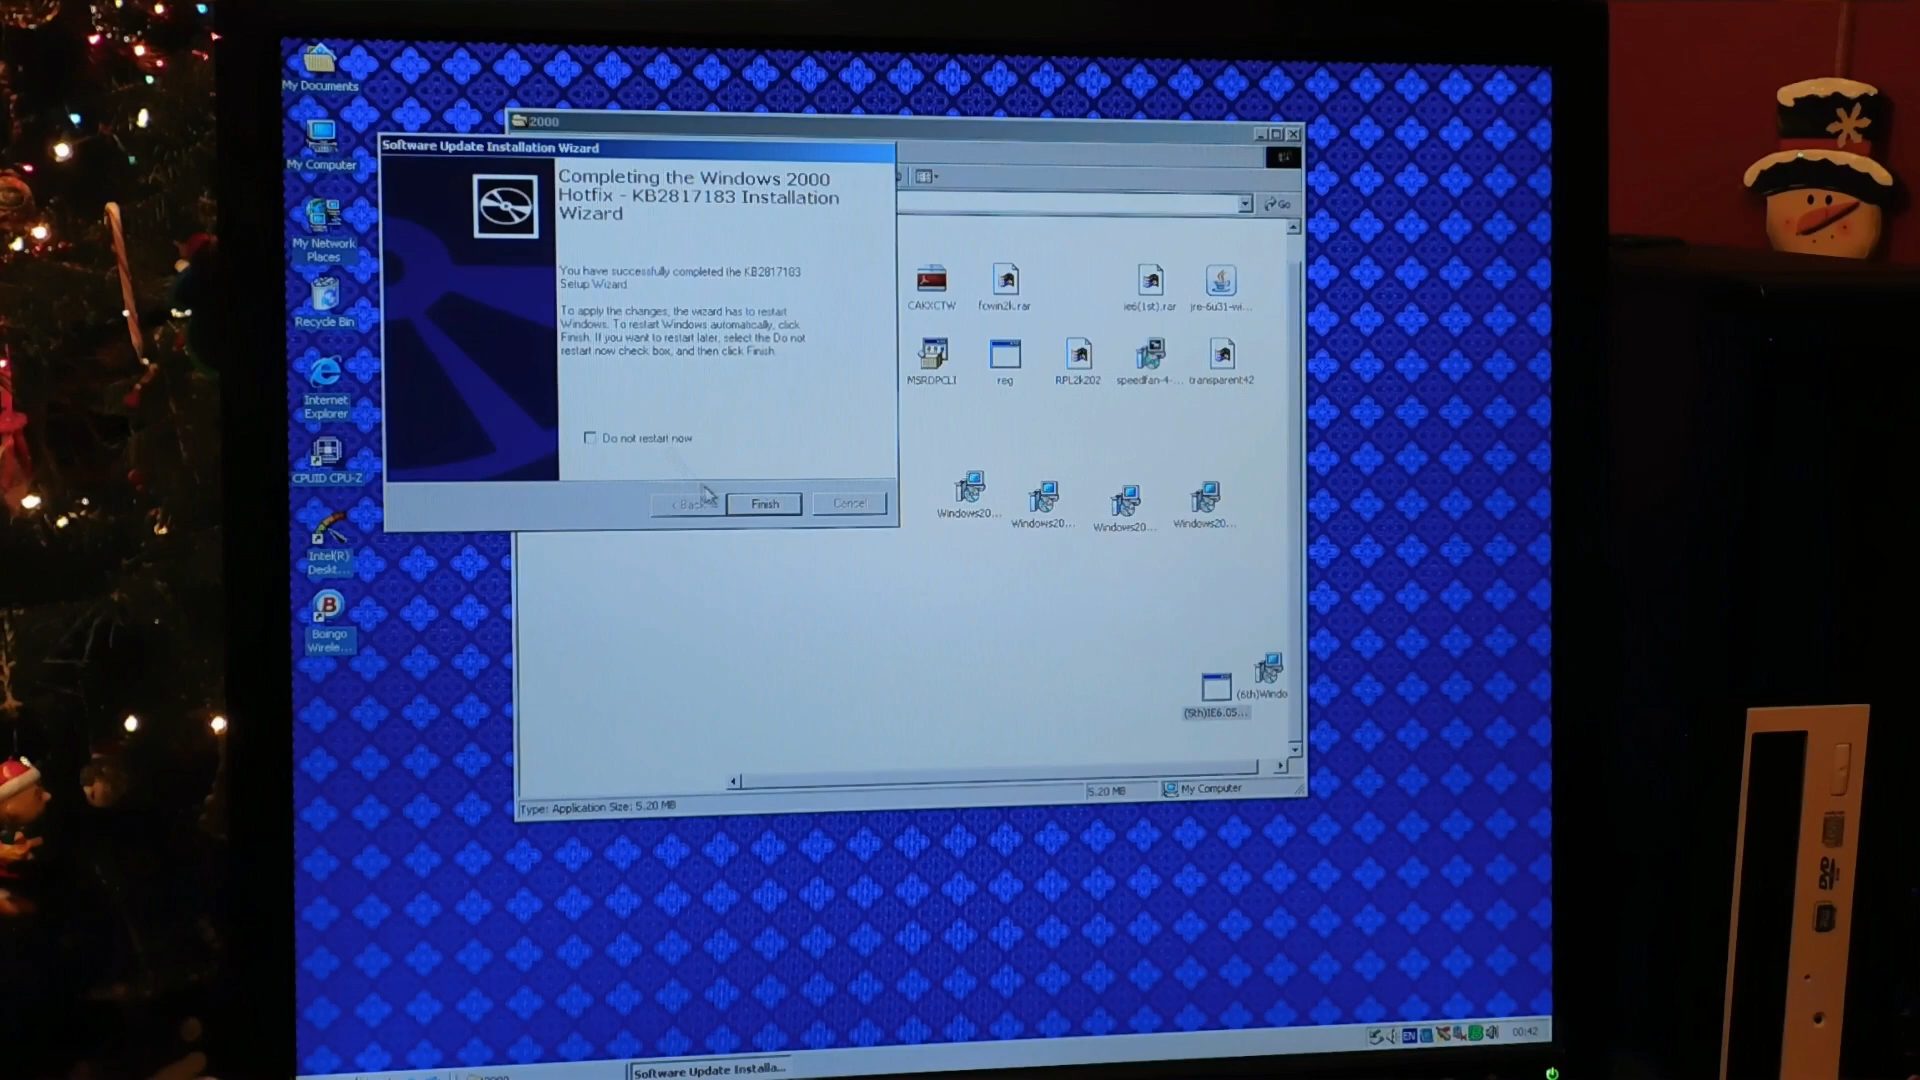 My Documents
My Computer
My Network
Places
Recycle Bin
Internet
Explorer
CPUID CPU-Z
Intel(R)
Deskt...
Boingo
Wirele...
2000
Go
Software Update Installation Wizard
Completing the Windows 2000
Hotfix - KB2817183 Installation
Wizard
You have successfully completed the KB2817183
Setup Wizard.
To apply the changes, the wizard has to restart
Windows. To restart Windows automatically, click
Finish. If you want to restart later, select the Do not
restart now check box, and then click Finish.
Do not restart now
< Back
Finish
Cancel
CAKXCTW
fcwin2k.rar
ie6(1st).rar
jre-6u31-wi...
MSRDPCLI
reg
RPL2k202
speedfan-4-...
transparent42
Windows20...
Windows20...
Windows20...
Windows20...
(5th)IE6.05...
(6th)Windo
Type: Application Size: 5.20 MB
5.20 MB
My Computer
Software Update Installa...
EN
00:42
DVD